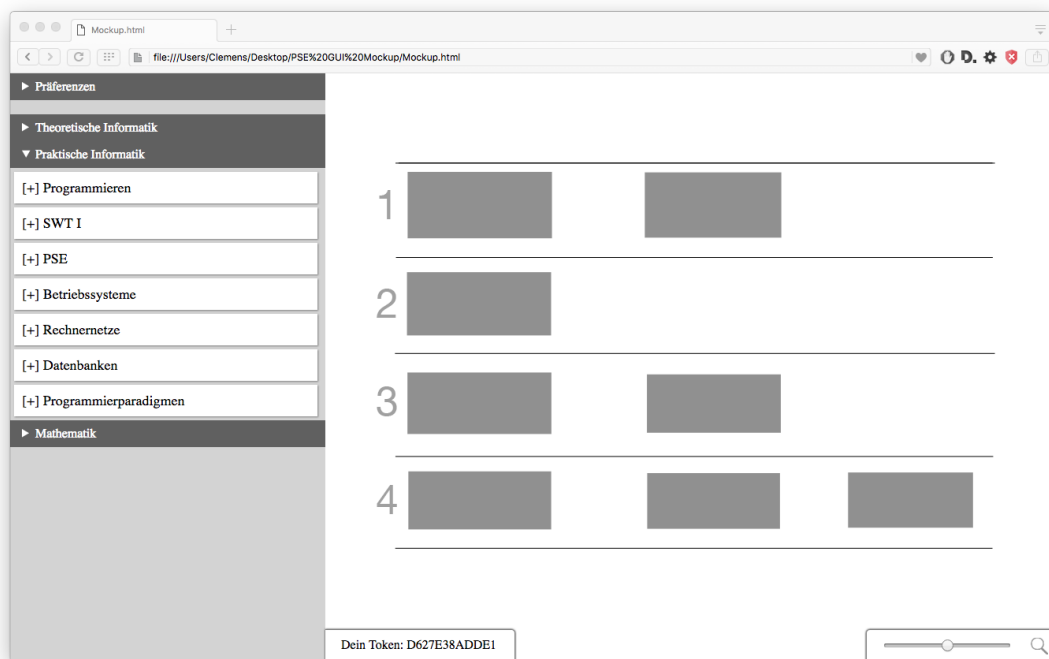 Mockup.html
file:///Users/Clemens/Desktop/PSE%20GUI%20Mockup/Mockup.html
D.
Präferenzen
Theoretische Informatik
Praktische Informatik
[+] Programmieren
[+] SWT I
[+] PSE
[+] Betriebssysteme
[+] Rechnernetze
[+] Datenbanken
[+] Programmierparadigmen
Mathematik
1
2
3
4
Dein Token: D627E38ADDE1